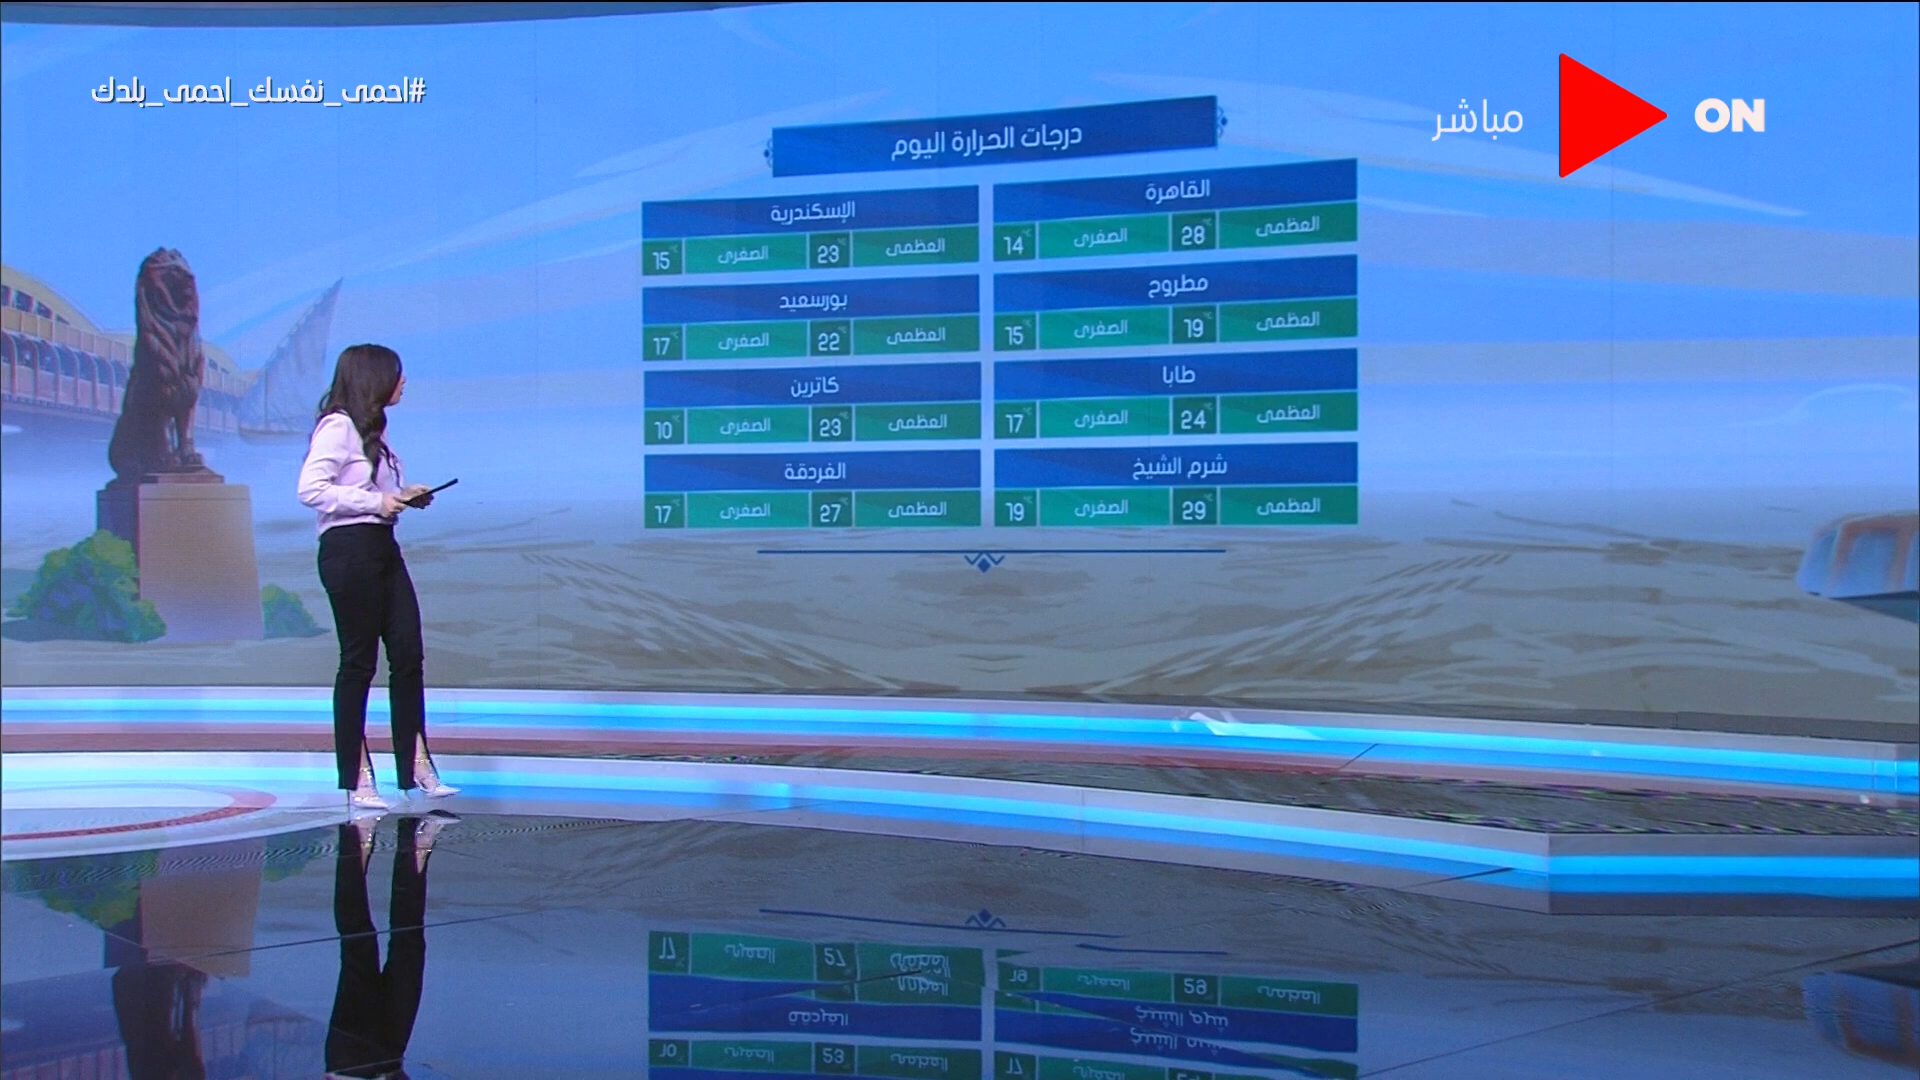 #احمى_نفسك_احمى_بلدك
مباشر ON
درجات الحرارة اليوم
القاهرة
العظمى 28°C الصغرى 14°C
الإسكندرية
العظمى 23°C الصغرى 15°C
مطروح
العظمى 19°C الصغرى 15°C
بورسعيد
العظمى 22°C الصغرى 17°C
طابا
العظمى 24°C الصغرى 17°C
كاترين
العظمى 23°C الصغرى 10°C
شرم الشيخ
العظمى 29°C الصغرى 19°C
الغردقة
العظمى 27°C الصغرى 17°C